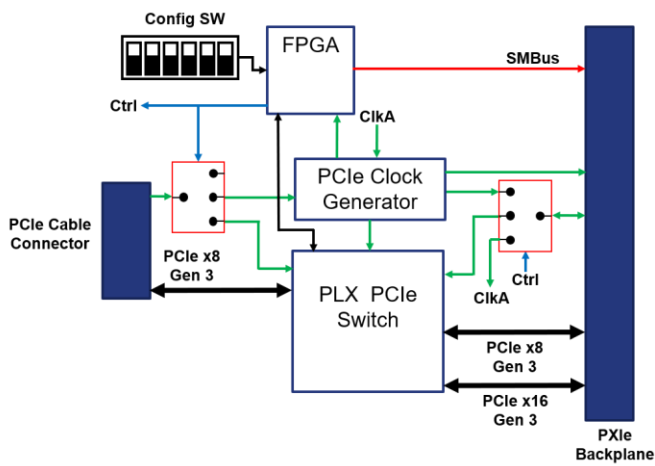 Config SW
FPGA
SMBus
Ctrl
ClkA
PCIe Clock
Generator
PCIe Cable
Connector
PCIe x8
Gen 3
PLX PCIe
Switch
Ctrl
ClkA
PCIe x8
Gen 3
PCIe x16
Gen 3
PXIe
Backplane